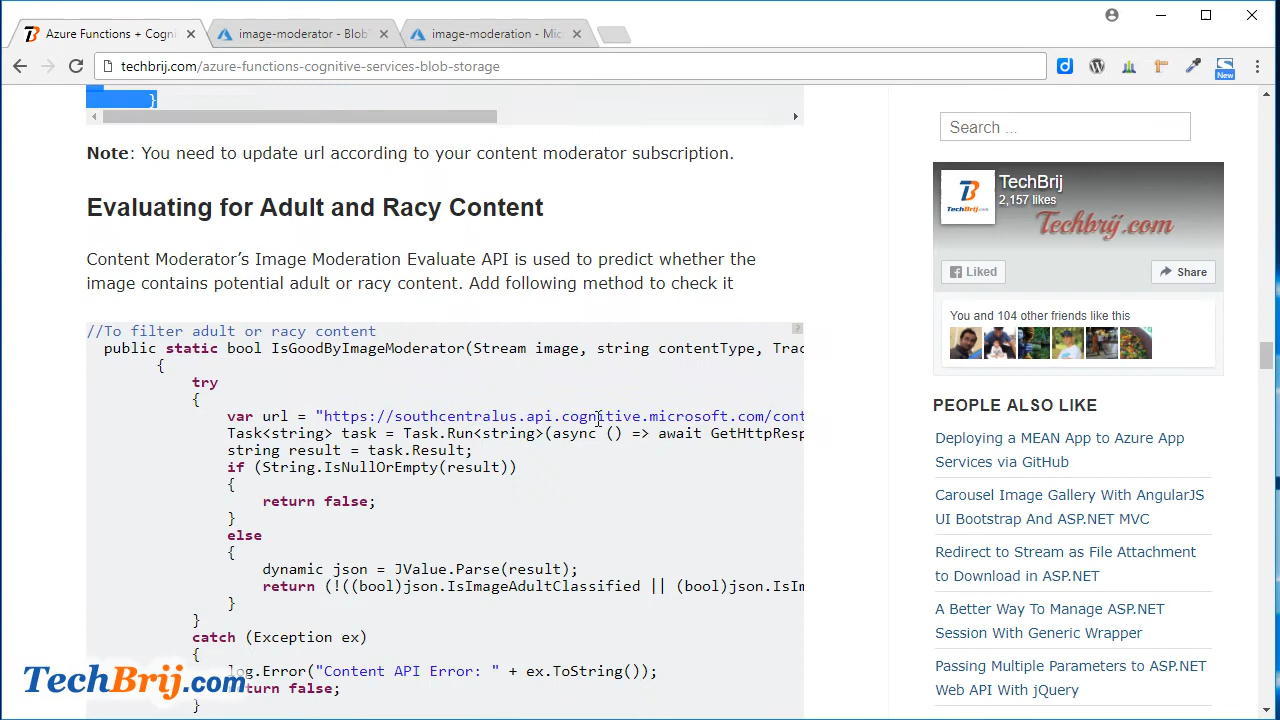 Azure Functions + Cogni
image-moderator - Blob
image-moderation - Mic
techbrij.com/azure-functions-cognitive-services-blob-storage
New
}
Note: You need to update url according to your content moderator subscription.
Evaluating for Adult and Racy Content
Content Moderator's Image Moderation Evaluate API is used to predict whether the
image contains potential adult or racy content. Add following method to check it
?
//To filter adult or racy content
public static bool IsGoodByImageModerator(Stream image, string contentType, Trac
{
try
{
var url = "https://southcentralus.api.cognitive.microsoft.com/cont
Task<string> task = Task.Run<string>(async () => await GetHttpResp
string result = task.Result;
if (String.IsNullOrEmpty(result))
{
return false;
}
else
{
dynamic json = JValue.Parse(result);
return (!((bool)json.IsImageAdultClassified || (bool)json.IsIm
}
}
catch (Exception ex)
{
log.Error("Content API Error: " + ex.ToString());
return false;
}
TechBrij.com
Search ...
TechBrij
2,157 likes
Techbrij.com
TechBrij.com
Liked
Share
You and 104 other friends like this
PEOPLE ALSO LIKE
Deploying a MEAN App to Azure App
Services via GitHub
Carousel Image Gallery With AngularJS
UI Bootstrap And ASP.NET MVC
Redirect to Stream as File Attachment
to Download in ASP.NET
A Better Way To Manage ASP.NET
Session With Generic Wrapper
Passing Multiple Parameters to ASP.NET
Web API With jQuery